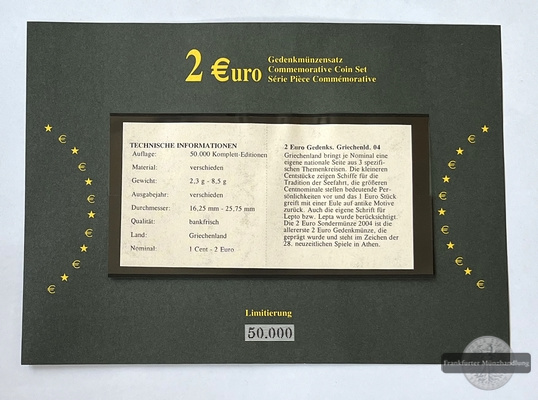 2 €uro
Gedenkmünzensatz
Commemorative Coin Set
Série Pièce Commémorative
TECHNISCHE INFORMATIONEN
Auflage: 50.000 Komplett-Editionen
Material: verschieden
Gewicht: 2,3 g - 8,5 g
Ausgabejahr: verschieden
Durchmesser: 16,25 mm - 25,75 mm
Qualität: bankfrisch
Land: Griechenland
Nominal: 1 Cent - 2 Euro
2 Euro Gedenks. Griechenld. 04
Griechenland bringt je Nominal eine
eigene nationale Seite aus 3 spezifi-
schen Themenkreisen. Die kleineren
Centstücke zeigen Schiffe für die
Tradition der Seefahrt, die größeren
Centnominale stellen bedeutende Per-
sönlichkeiten vor und das 1 Euro Stück
greift mit einer Eule auf antike Motive
zurück. Auch die eigene Schrift für
Lepto bzw. Lepta wurde berücksichtigt.
Die 2 Euro Sondermünze 2004 ist die
allererste 2 Euro Gedenkmünze, die
geprägt wurde und steht im Zeichen der
28. neuzeitlichen Spiele in Athen.
Limitierung
50.000
Frankfurter Münzhandlung